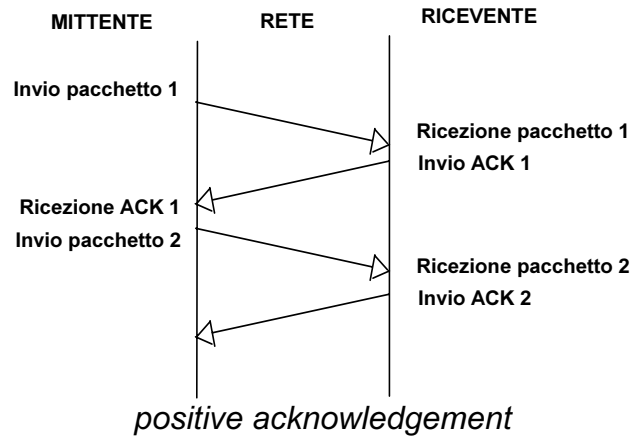 MITTENTE
RETE
RICEVENTE
Invio pacchetto 1
Ricezione pacchetto 1
Invio ACK 1
Ricezione ACK 1
Invio pacchetto 2
Ricezione pacchetto 2
Invio ACK 2
positive acknowledgement